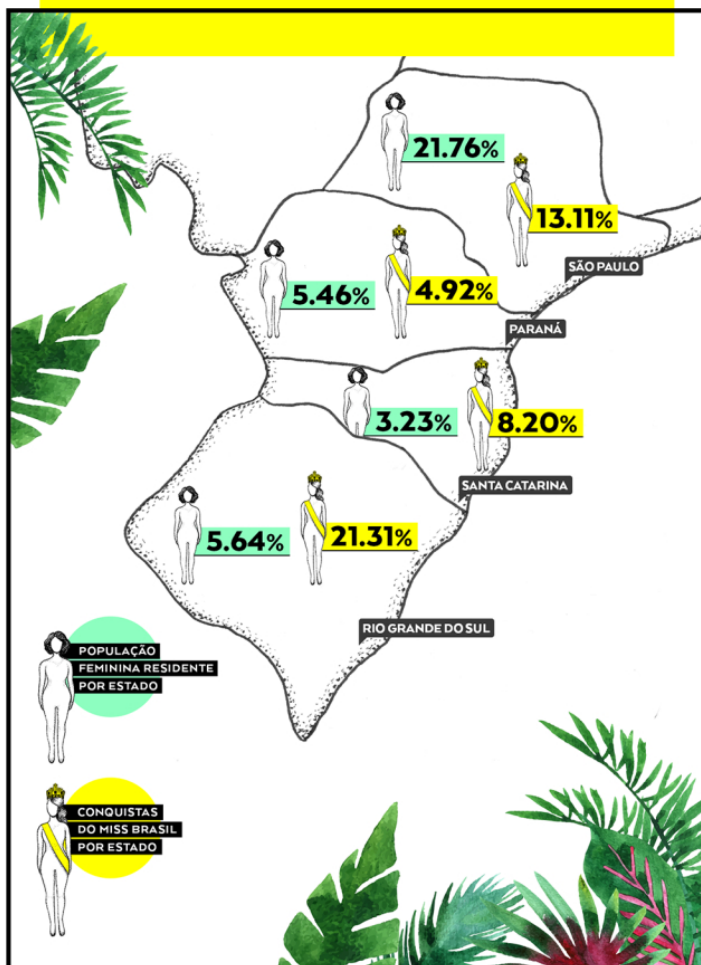 21.76%
13.11%
SÃO PAULO
5.46%
4.92%
PARANÁ
3.23%
8.20%
SANTA CATARINA
5.64%
21.31%
RIO GRANDE DO SUL
POPULAÇÃO
FEMININA RESIDENTE
POR ESTADO
CONQUISTAS
DO MISS BRASIL
POR ESTADO